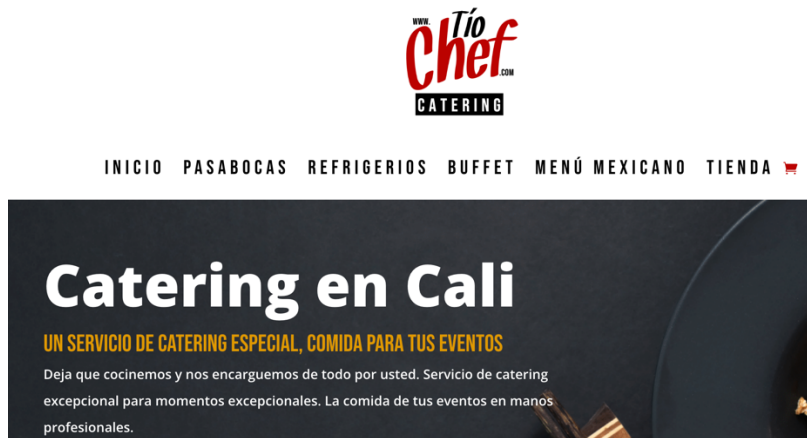 www.
Tío
Chef
.COM
CATERING
INICIO PASABOCAS REFRIGERIOS BUFFET MENÚ MEXICANO TIENDA
Catering en Cali
UN SERVICIO DE CATERING ESPECIAL, COMIDA PARA TUS EVENTOS
Deja que cocinemos y nos encarguemos de todo por usted. Servicio de catering
excepcional para momentos excepcionales. La comida de tus eventos en manos
profesionales.